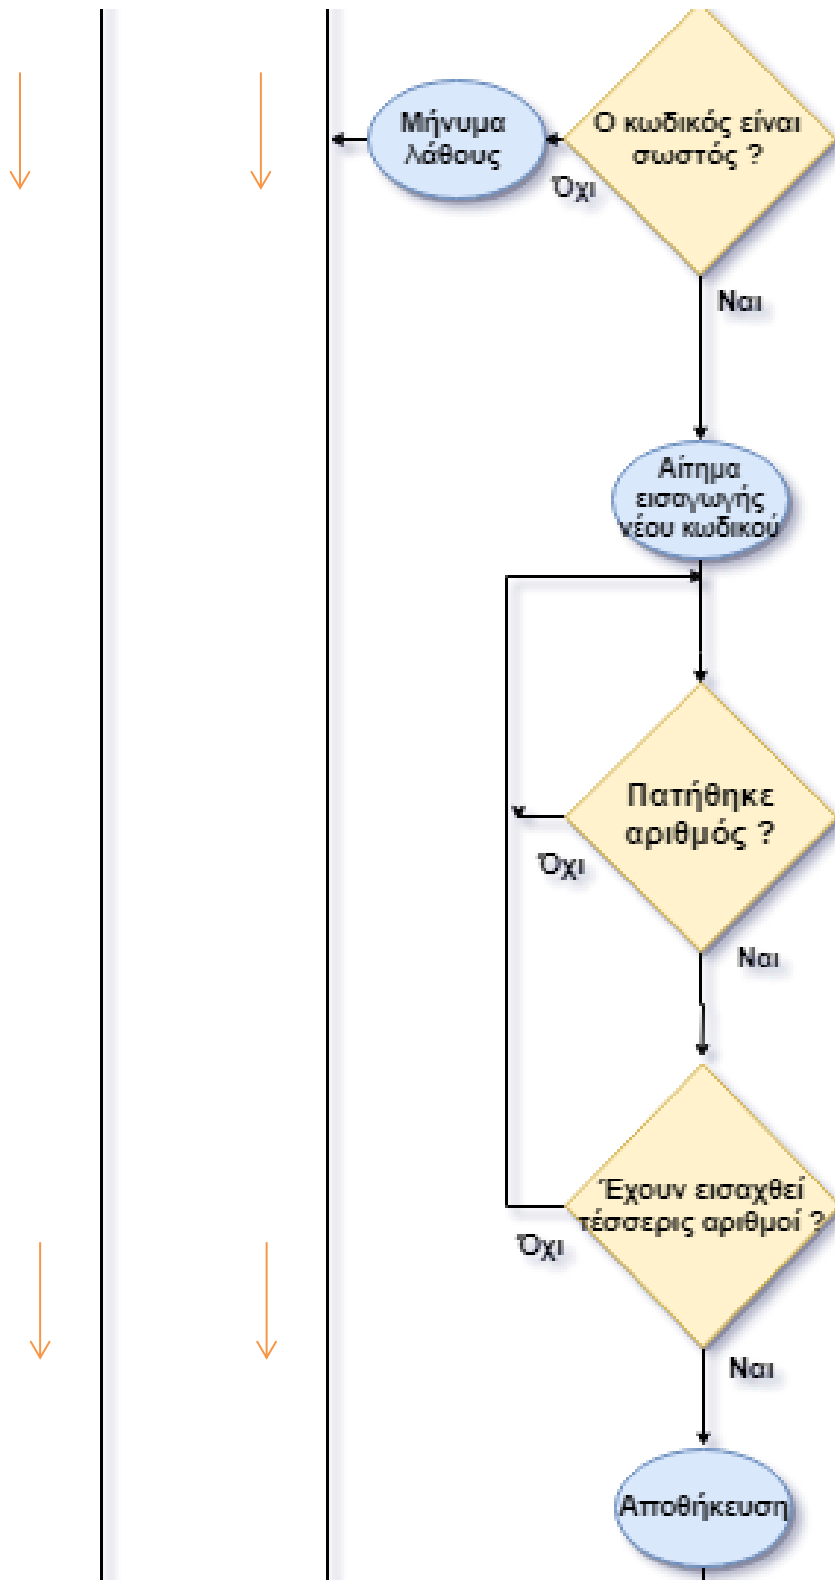 Ο κωδικός είναι
σωστός ?
Μήνυμα
λάθους
Όχι
Ναι
Αίτημα
εισαγωγής
νέου κωδικού
Πατήθηκε
αριθμός ?
Όχι
Ναι
Έχουν εισαχθεί
τέσσερις αριθμοί ?
Όχι
Ναι
Αποθήκευση